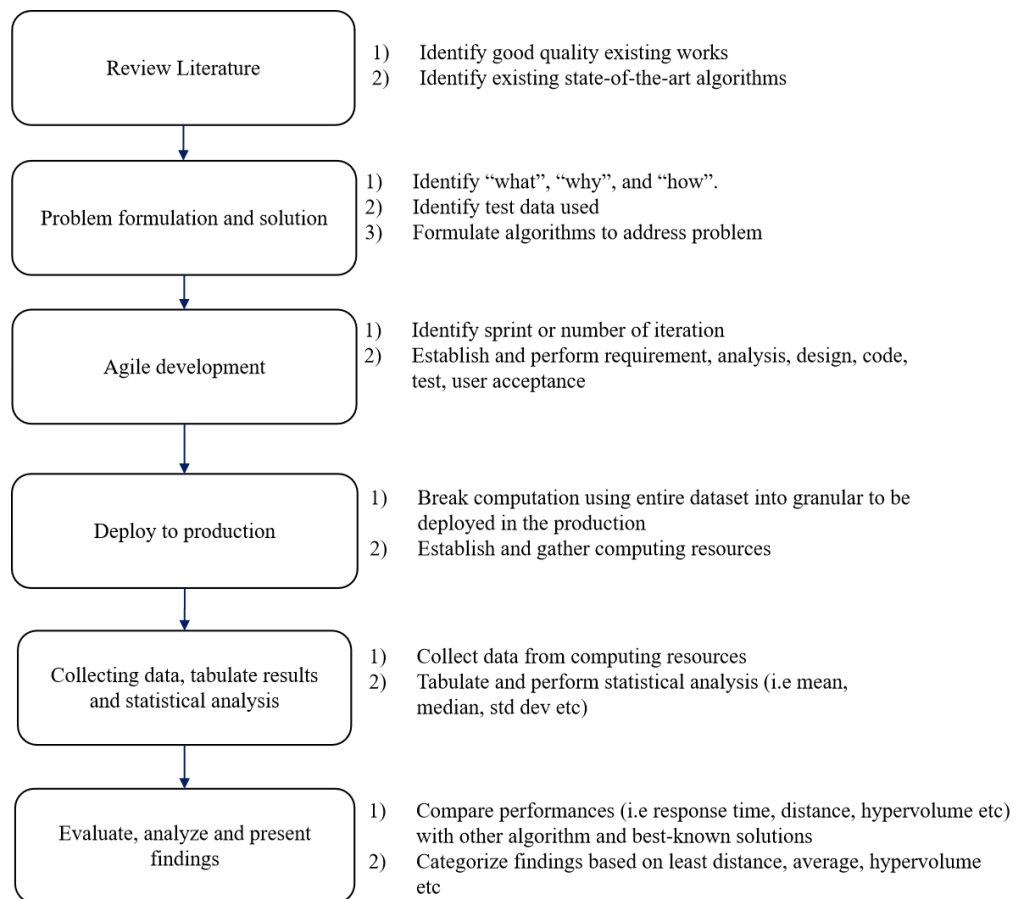 Review Literature
1) Identify good quality existing works
2) Identify existing state-of-the-art algorithms
Problem formulation and solution
1) Identify “what”, “why”, and “how”.
2) Identify test data used
3) Formulate algorithms to address problem
Agile development
1) Identify sprint or number of iteration
2) Establish and perform requirement, analysis, design, code,
test, user acceptance
Deploy to production
1) Break computation using entire dataset into granular to be
deployed in the production
2) Establish and gather computing resources
Collecting data, tabulate results
and statistical analysis
1) Collect data from computing resources
2) Tabulate and perform statistical analysis (i.e mean,
median, std dev etc)
Evaluate, analyze and present
findings
1) Compare performances (i.e response time, distance, hypervolume etc)
with other algorithm and best-known solutions
2) Categorize findings based on least distance, average, hypervolume
etc